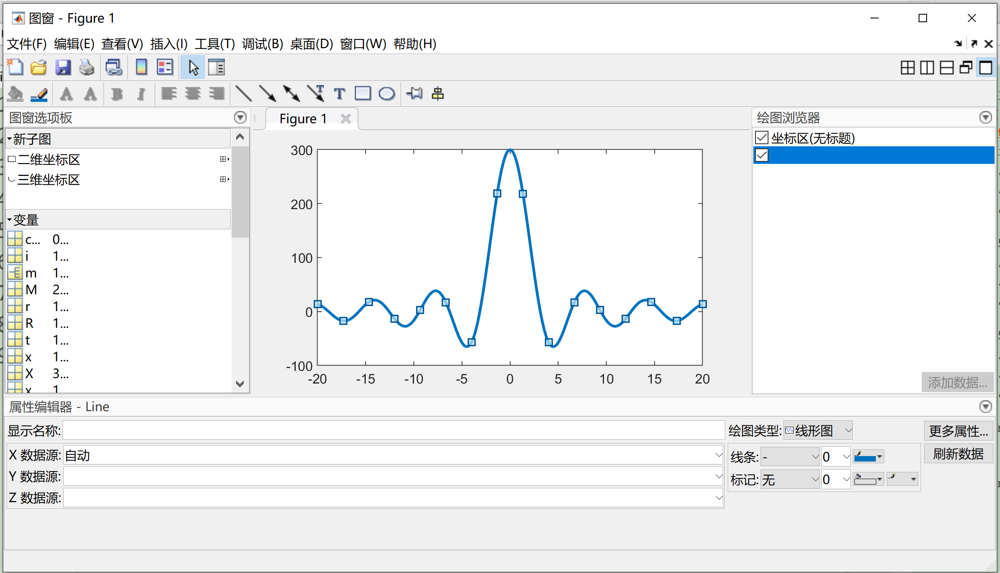 图窗 - Figure 1
文件(F) 编辑(E) 查看(V) 插入(I) 工具(T) 调试(B) 桌面(D) 窗口(W) 帮助(H)
图窗选项板
新子图
二维坐标区
三维坐标区
变量
c... 0...
i 1...
m 1...
M 2...
r 1...
R 1...
t 1...
x 1...
X 3...
x 1
Figure 1
300
200
100
0
-100
-20 -15 -10 -5 0 5 10 15 20
绘图浏览器
坐标区(无标题)
添加数据...
属性编辑器 - Line
显示名称:
X 数据源: 自动
Y 数据源:
Z 数据源:
绘图类型: 线形图
线条: - 0
标记: 无 0
更多属性...
刷新数据